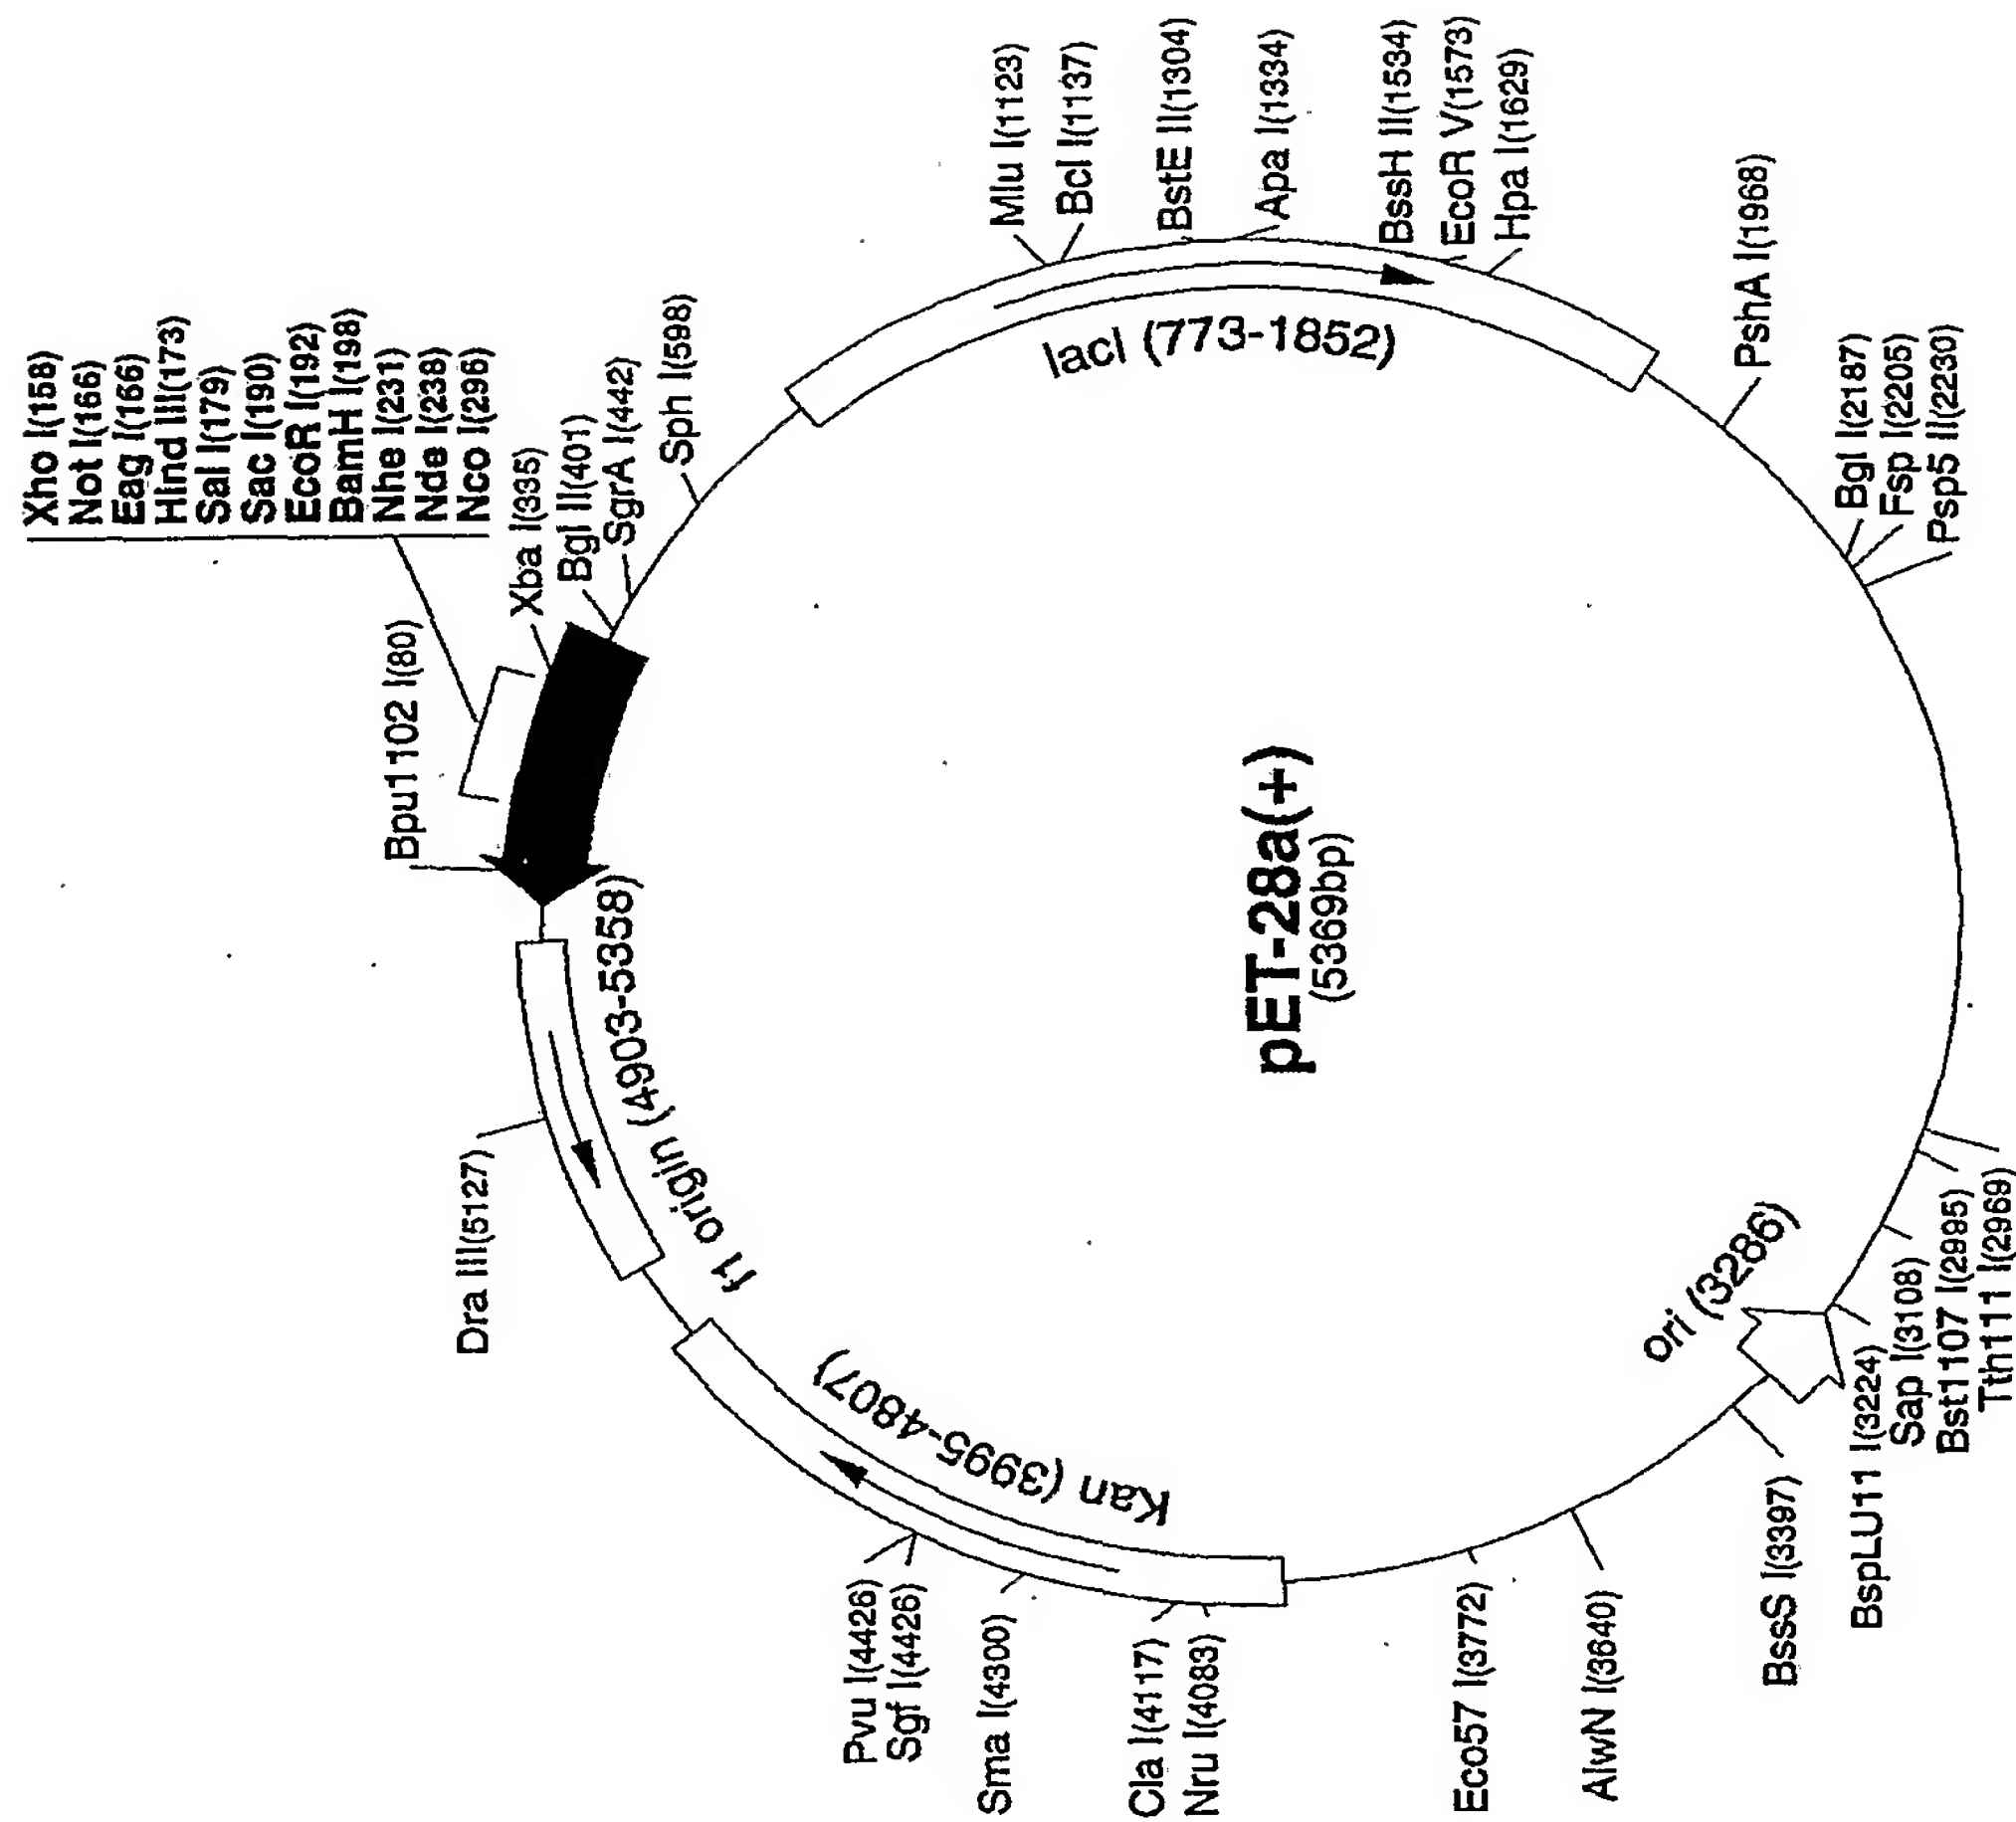 Xho I(158)
Not I(166)
Eag I(166)
Hind III(173)
Sal I(179)
Sac I(190)
EcoR I(192)
BamH I(198)
Nhe I(231)
Nde I(238)
Nco I(296)
Bpu1102 I(80)
Xba I(335)
Bgl II(401)
SgrA I(442)
Sph I(598)
Mlu I(1123)
Bcl I(1137)
BstE II(1304)
Apa I(1334)
BssH II(1534)
EcoR V(1573)
Hpa I(1629)
PshA I(1968)
Bgl I(2187)
Fsp I(2205)
Psp5 II(2230)
lacI (773-1852)
pET-28a(+)
(5369bp)
Dra III(5127)
f1 origin (4903-5358)
Kan (3995-4807)
ori (3286)
Pvu I(4426)
Sgf I(4426)
Sma I(4300)
Cla I(4117)
Nru I(4083)
Eco57 I(3772)
AlwN I(3640)
BssS I(3397)
BspLU11 I(3224)
Sap I(3108)
Bst1107 I(2995)
Tth111 I(2969)